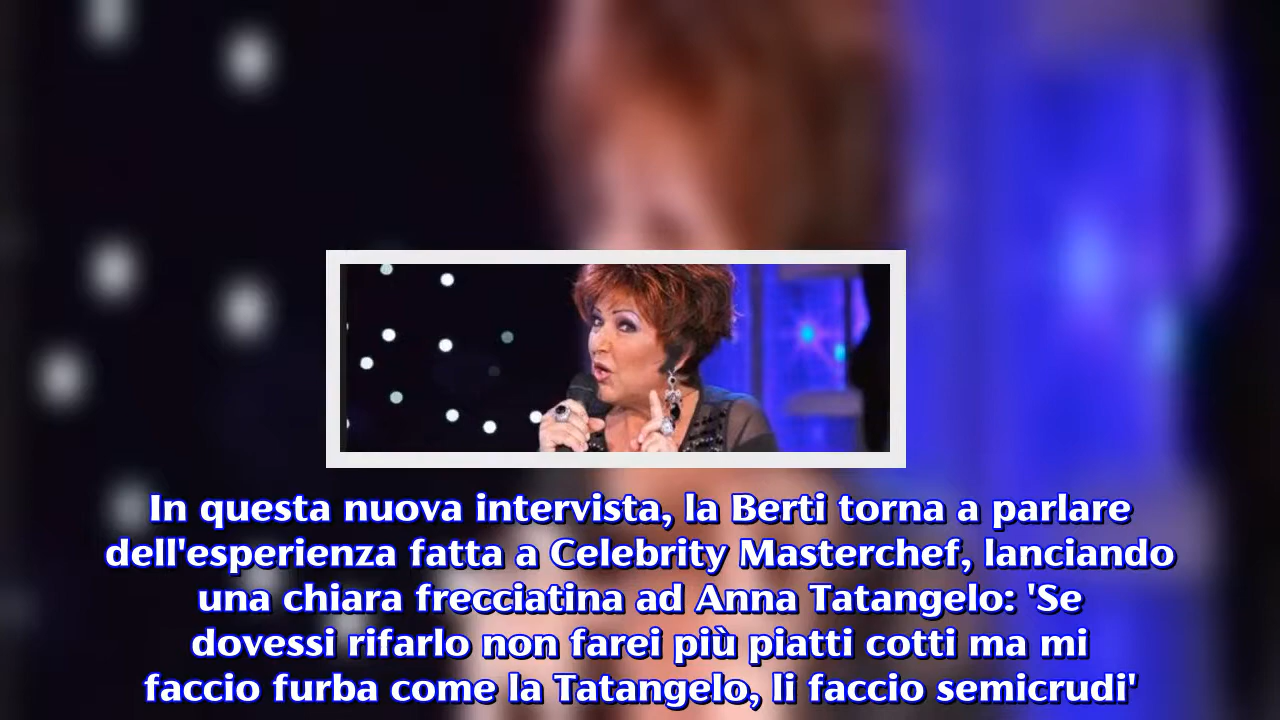 In questa nuova intervista, la Berti torna a parlare
dell'esperienza fatta a Celebrity Masterchef, lanciando
una chiara frecciatina ad Anna Tatangelo: 'Se
dovessi rifarlo non farei più piatti cotti ma mi
faccio furba come la Tatangelo, li faccio semicrudi'